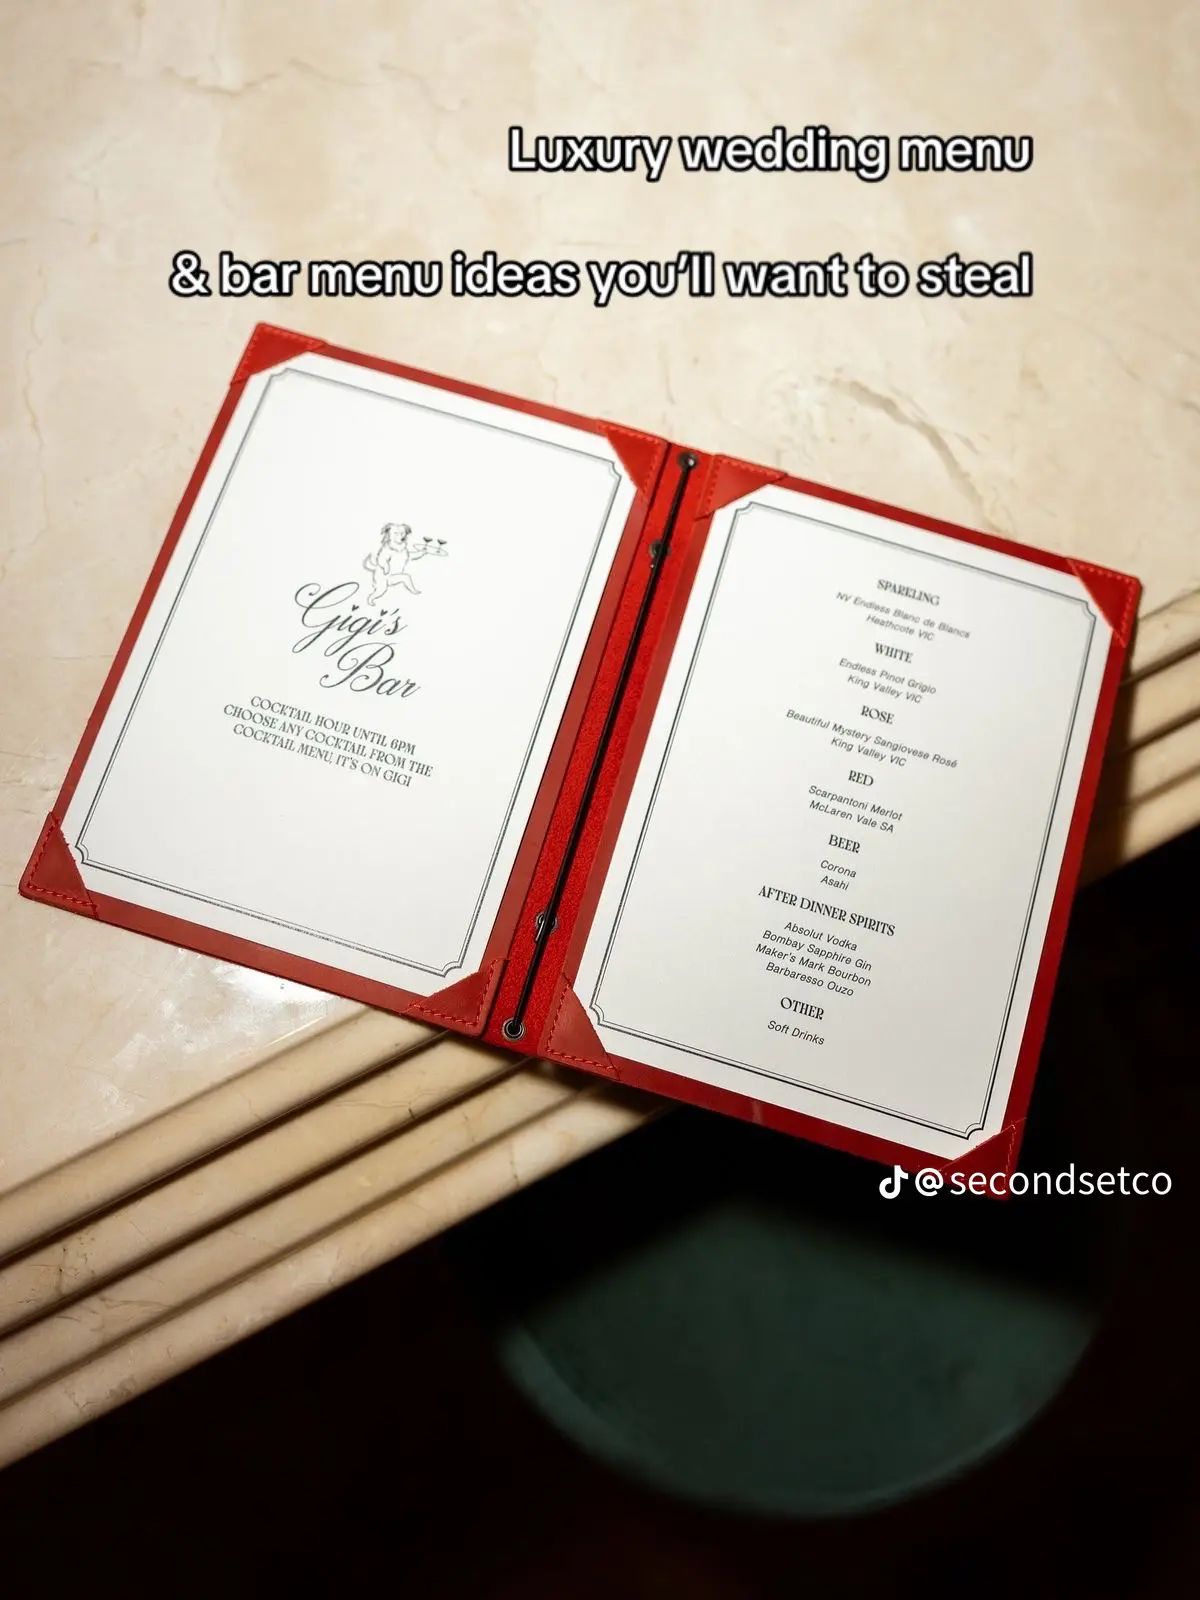 Luxury wedding menu
& bar menu ideas you'll want to steal
Gigi's
Bar
COCKTAIL HOUR UNTIL 6PM
CHOOSE ANY COCKTAIL FROM THE
COCKTAIL MENU, IT'S ON GIGI
SPARKLING
NV Endless Blanc de Blancs
Heathcote VIC
WHITE
Endless Pinot Grigio
King Valley VIC
ROSE
Beautiful Mystery Sangiovese Rosé
King Valley VIC
RED
Scarpantoni Merlot
McLaren Vale SA
BEER
Corona
Asahi
AFTER DINNER SPIRITS
Absolut Vodka
Bombay Sapphire Gin
Maker's Mark Bourbon
Barbaresso Ouzo
OTHER
Soft Drinks
@secondsetco